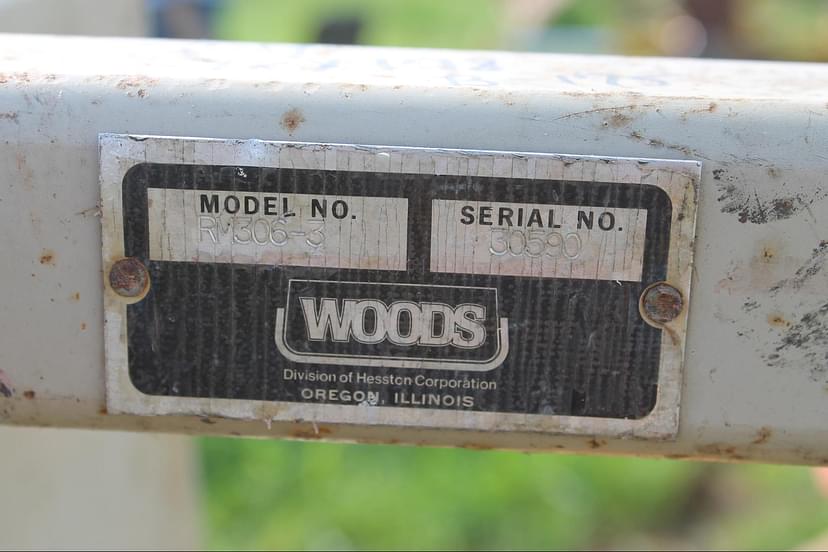 MODEL NO.
RM306-3
SERIAL NO.
30590
WOODS
Division of Hesston Corporation
OREGON, ILLINOIS